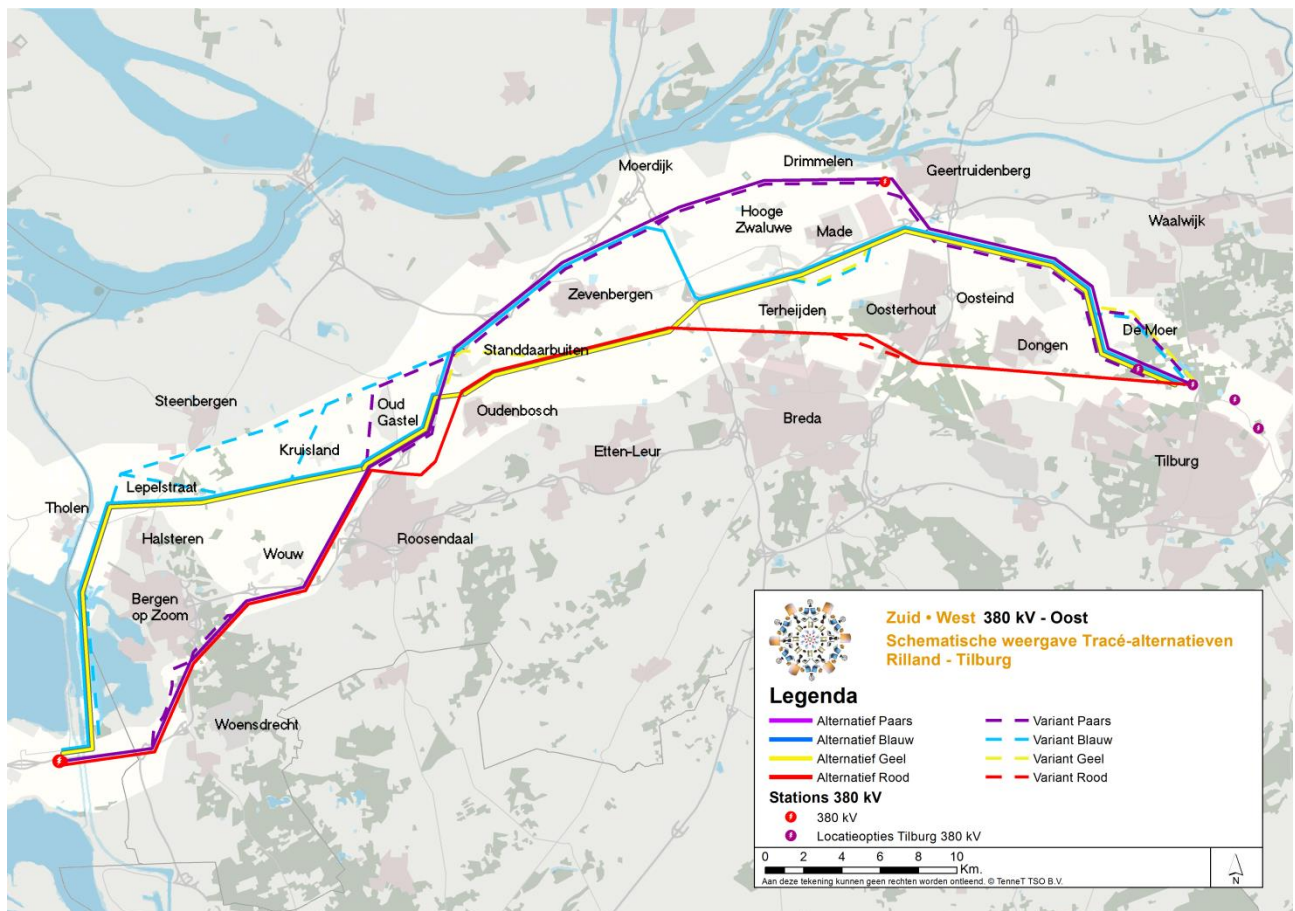 Moerdijk
Drimmelen
Geertruidenberg
Hooge
Zwaluwe
Made
Waalwijk
Zevenbergen
Terheijden
Oosterhout
Oosteind
De Moer
Dongen
Standdaarbuiten
Steenbergen
Oud
Gastel
Oudenbosch
Breda
Kruisland
Etten-Leur
Tilburg
Lepelstraat
Tholen
Halsteren
Wouw
Roosendaal
Bergen
op Zoom
Woensdrecht
Zuid • West 380 kV - Oost
Schematische weergave Tracé-alternatieven
Rilland - Tilburg
Legenda
Alternatief Paars
Variant Paars
Alternatief Blauw
Variant Blauw
Alternatief Geel
Variant Geel
Alternatief Rood
Variant Rood
Stations 380 kV
380 kV
Locatieopties Tilburg 380 kV
0 2 4 6 8 10
Km.
Aan deze tekening kunnen geen rechten worden ontleend. © TenneT TSO B.V.
N